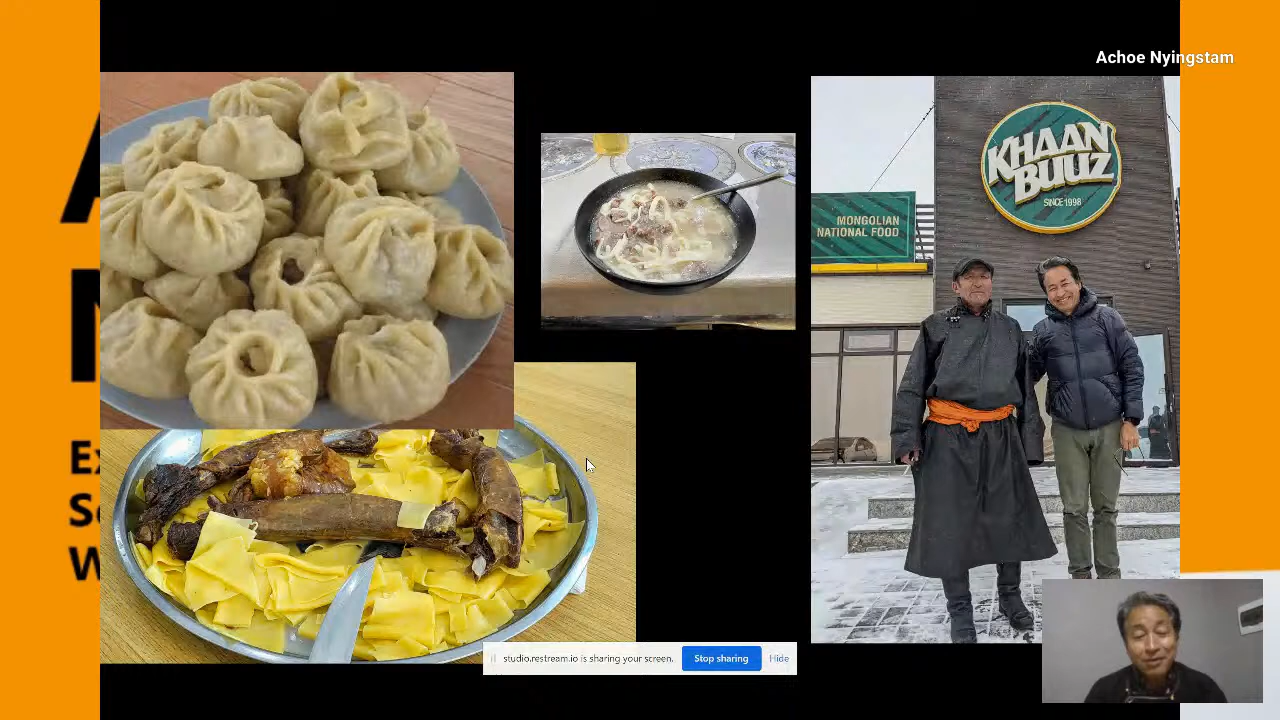 Achoe Nyingstam
KHAAN
BUUZ
SINCE 1998
MONGOLIAN
NATIONAL FOOD
studio.restream.io is sharing your screen.
Stop sharing
Hide